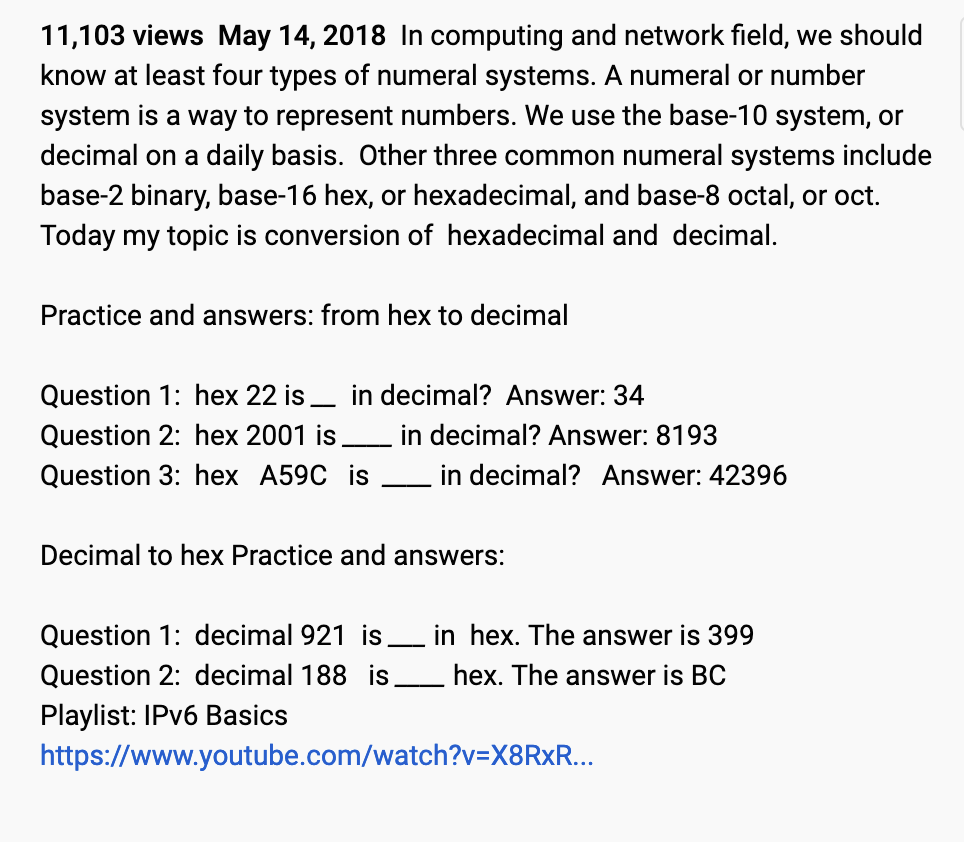 11,103 views  May 14, 2018  In computing and network field, we should
know at least four types of numeral systems. A numeral or number
system is a way to represent numbers. We use the base-10 system, or
decimal on a daily basis.  Other three common numeral systems include
base-2 binary, base-16 hex, or hexadecimal, and base-8 octal, or oct.
Today my topic is conversion of  hexadecimal and  decimal.
Practice and answers: from hex to decimal
Question 1:  hex 22 is __  in decimal?  Answer: 34
Question 2:  hex 2001 is ____ in decimal? Answer: 8193
Question 3:  hex   A59C   is  ____ in decimal?   Answer: 42396
Decimal to hex Practice and answers:
Question 1:  decimal 921  is ___ in  hex. The answer is 399
Question 2:  decimal 188   is ____ hex. The answer is BC
Playlist: IPv6 Basics
https://www.youtube.com/watch?v=X8RxR...